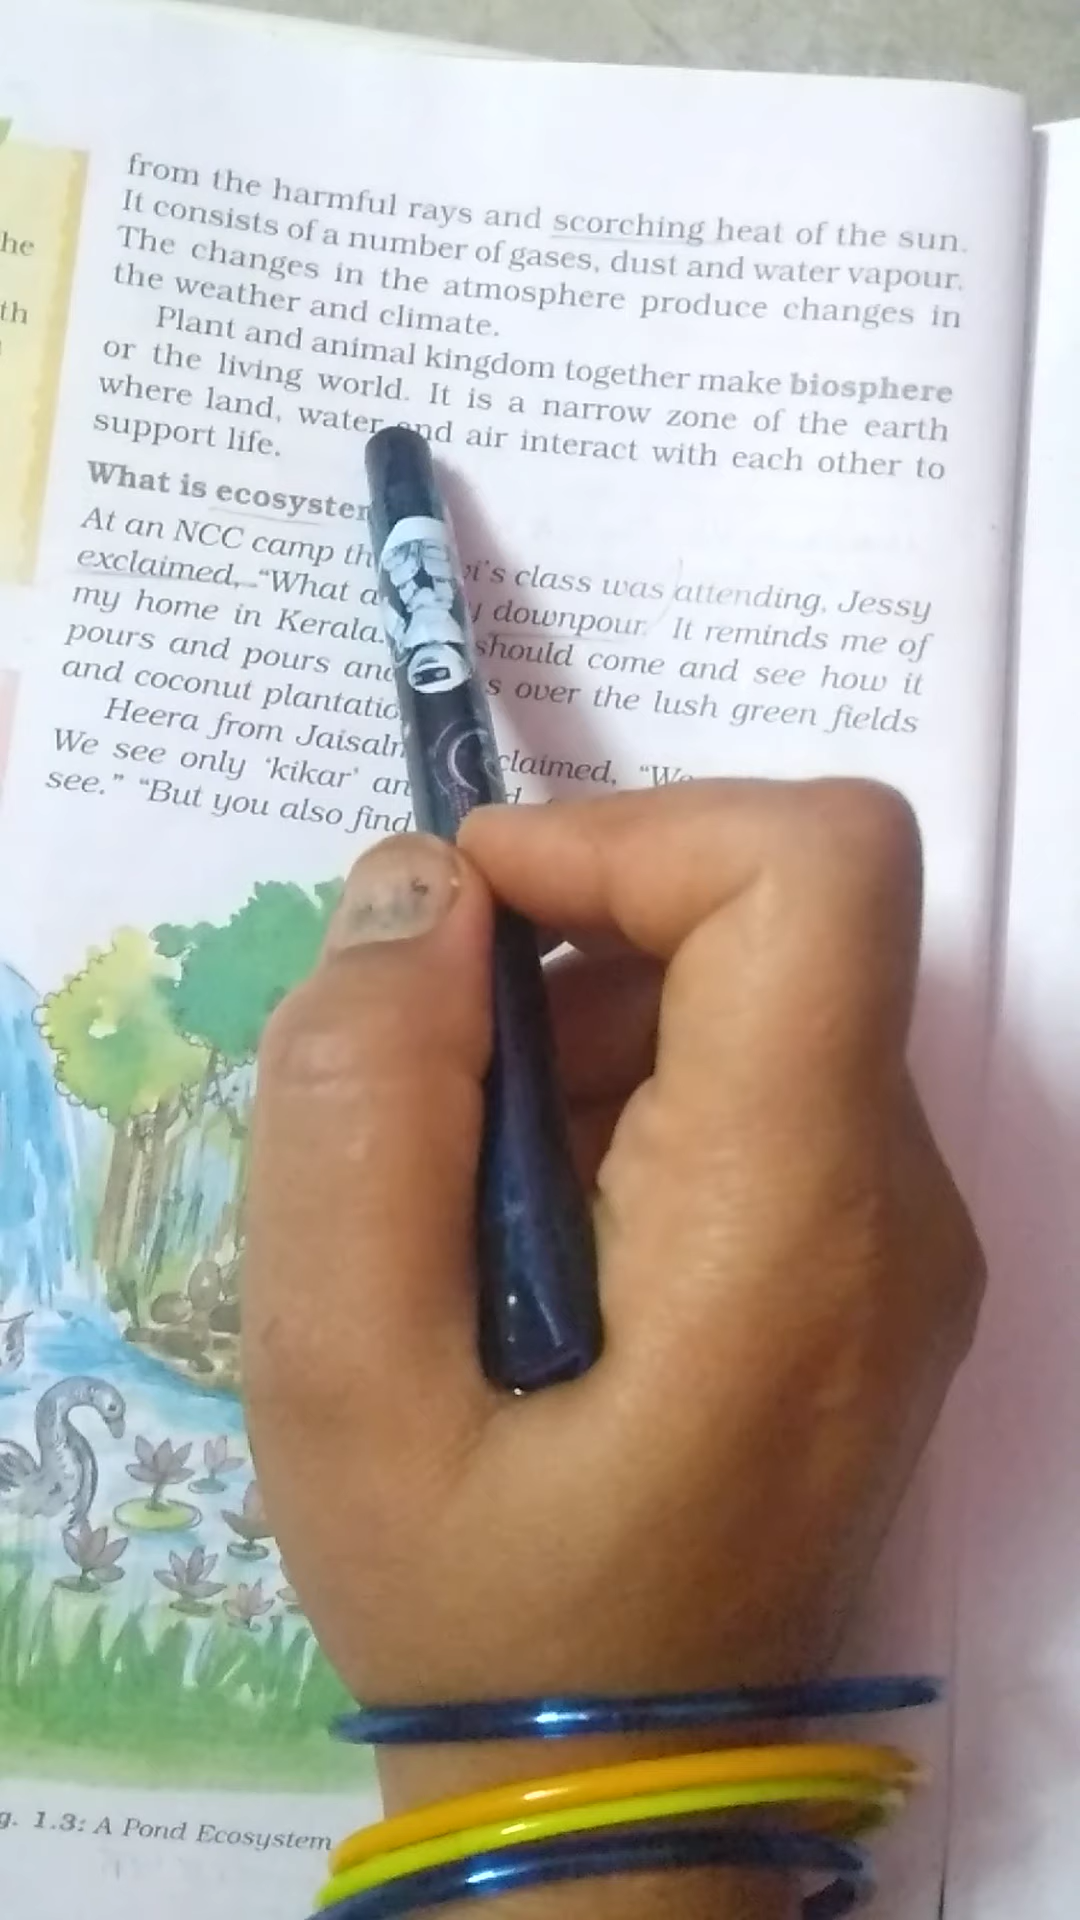 from the harmful rays and scorching heat of the sun.
It consists of a number of gases, dust and water vapour.
The changes in the atmosphere produce changes in
the weather and climate.
Plant and animal kingdom together make biosphere
or the living world. It is a narrow zone of the earth
where land, water and air interact with each other to
support life.
What is
At an NCC camp class was attending, Jessy
exclaimed, "What a downpour. It reminds me of
my home in Kerala. should come and see how it
pours and pours and over the lush green fields
and coconut
Heera from
We see only 'kikar'
see." "But you also find
he
th
1.3: A Pond Ecosystem